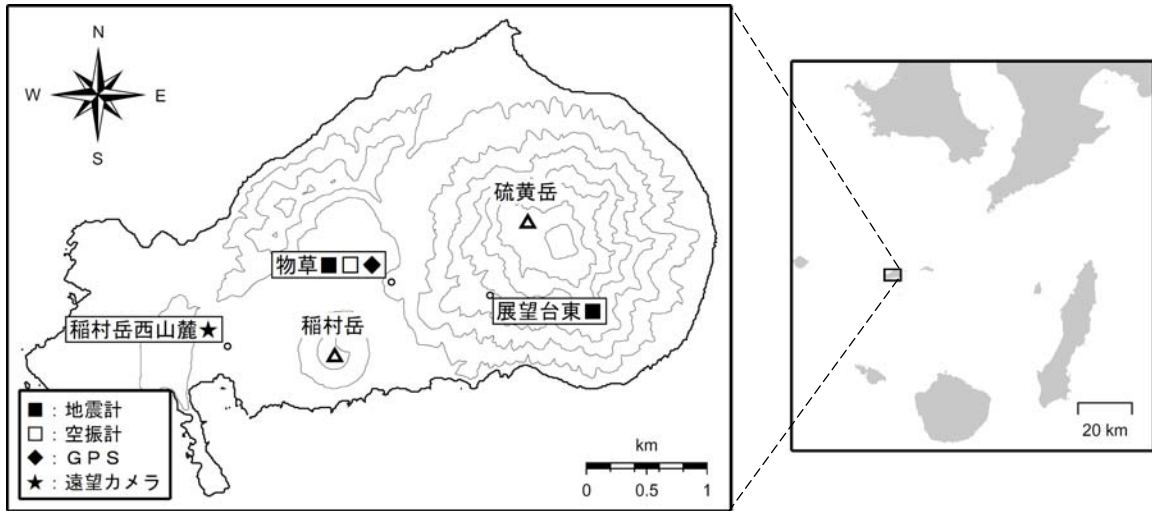 N
W E
S
硫黄岳
物草■□◆
展望台東■
稲村岳西山麓★
稲村岳
■：地震計
□：空振計
◆：ＧＰＳ
★：遠望カメラ
km
0 0.5 1
20 km